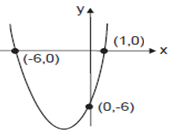 y
(1,0)
x
(-6,0)
(0,-6)